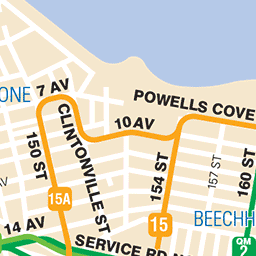 ONE
7 AV
POWELLS COVE
10 AV
CLINTONVILLE ST
150 ST
154 ST
157 ST
160 ST
15A
15
BEECHH
14 AV
SERVICE RD
QM
2